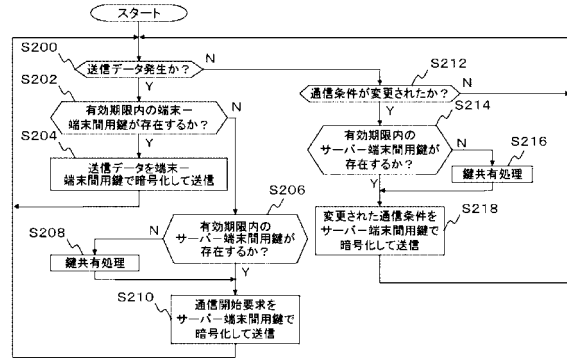 スタート
S200
送信データ発生か？
N
Y
S202
有効期限内の端末－
端末間用鍵が存在するか？
N
Y
S204
送信データを端末－
端末間用鍵で暗号化して送信
S206
有効期限内の
サーバー端末間用鍵が
存在するか？
N
Y
S208
鍵共有処理
S210
通信開始要求を
サーバー端末間用鍵で
暗号化して送信
S212
通信条件が変更されたか？
N
Y
S214
有効期限内の
サーバー端末間用鍵が
存在するか？
N
Y
S216
鍵共有処理
S218
変更された通信条件を
サーバー端末間用鍵で
暗号化して送信